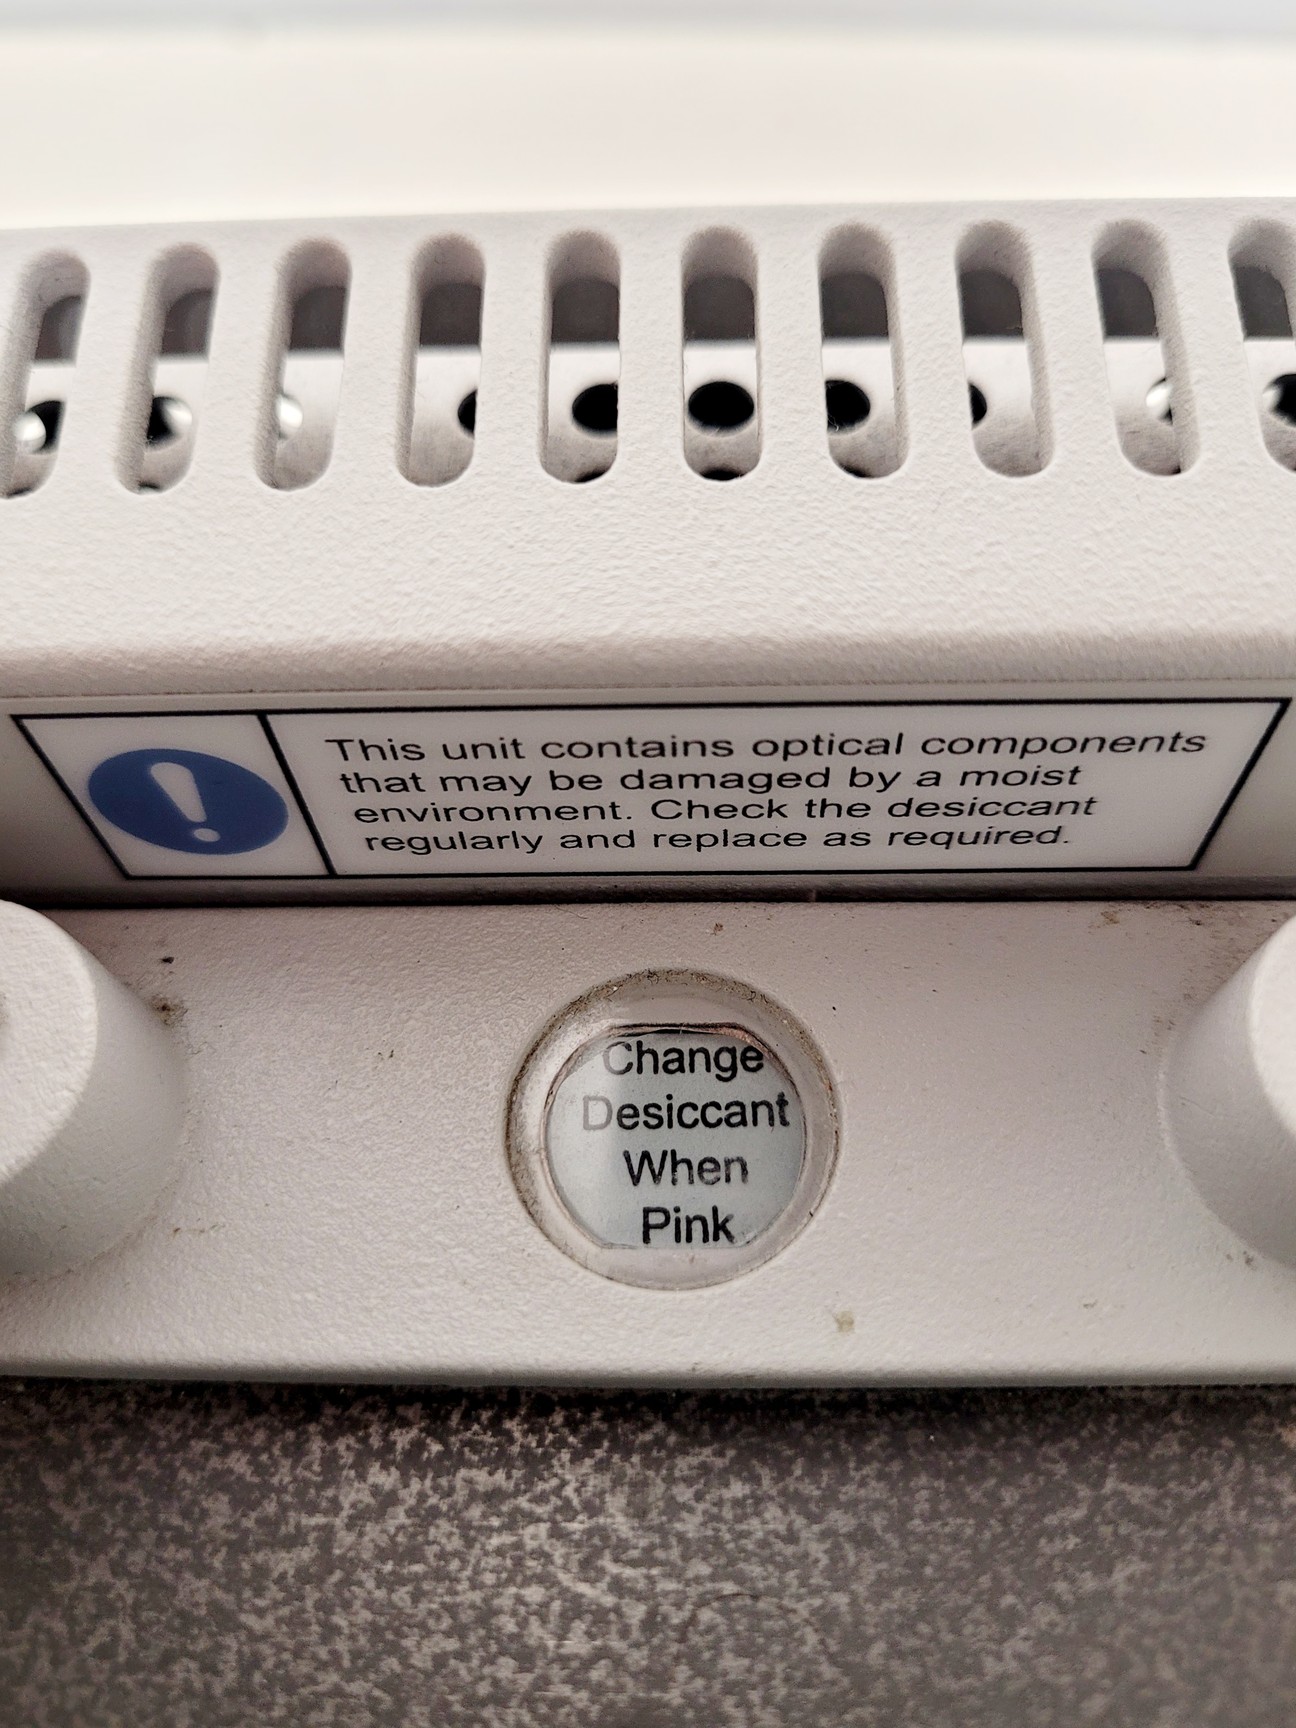 This unit contains optical components
that may be damaged by a moist
environment. Check the desiccant
regularly and replace as required.
Change
Desiccant
When
Pink